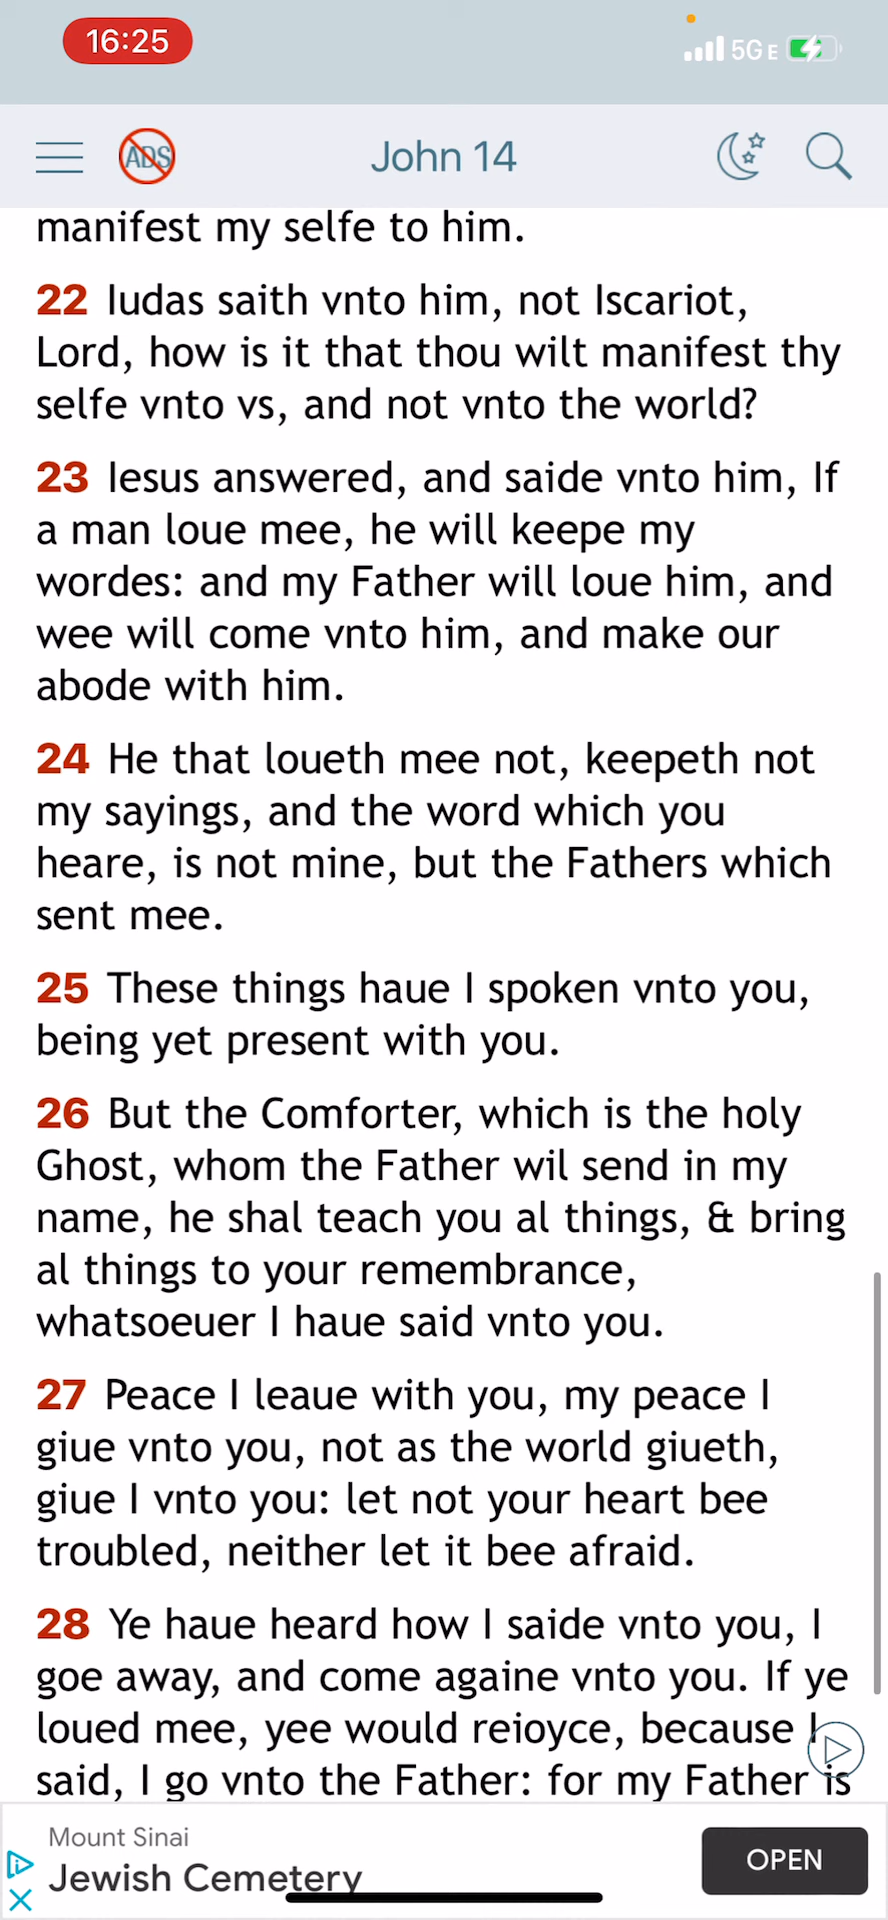 16:25
5G E
ADS
John 14
manifest my selfe to him.
22 Iudas saith vnto him, not Iscariot,
Lord, how is it that thou wilt manifest thy
selfe vnto vs, and not vnto the world?
23 Iesus answered, and saide vnto him, If
a man loue mee, he will keepe my
wordes: and my Father will loue him, and
wee will come vnto him, and make our
abode with him.
24 He that loueth mee not, keepeth not
my sayings, and the word which you
heare, is not mine, but the Fathers which
sent mee.
25 These things haue I spoken vnto you,
being yet present with you.
26 But the Comforter, which is the holy
Ghost, whom the Father wil send in my
name, he shal teach you al things, & bring
al things to your remembrance,
whatsoeuer I haue said vnto you.
27 Peace I leaue with you, my peace I
giue vnto you, not as the world giueth,
giue I vnto you: let not your heart bee
troubled, neither let it bee afraid.
28 Ye haue heard how I saide vnto you, I
goe away, and come againe vnto you. If ye
loued mee, yee would reioyce, because I
said, I go vnto the Father: for my Father is
Mount Sinai
Jewish Cemetery
OPEN